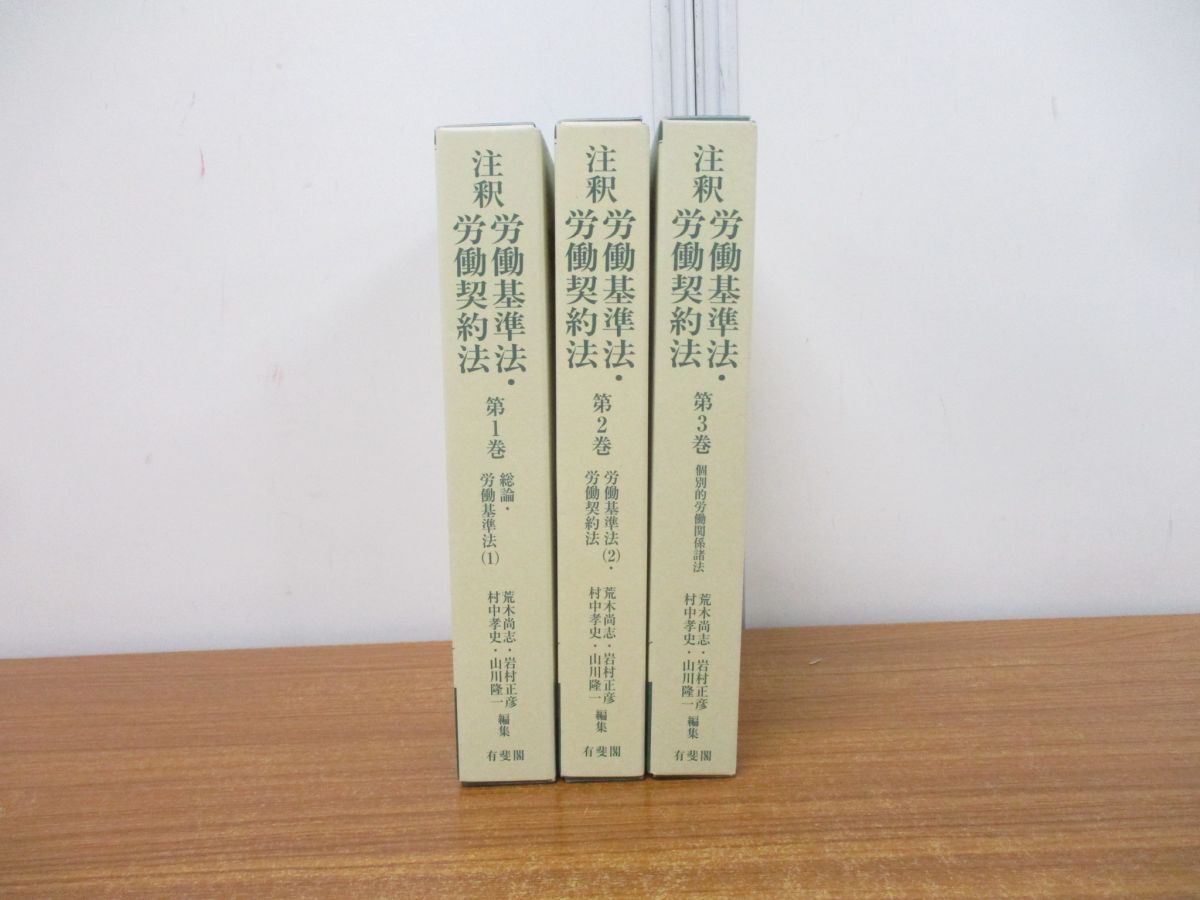 注釈
労働基準法・
労働契約法
第1巻
総論・
労働基準法(1)
荒木尚志・岩村正彦
村中孝史・山川隆一
編集
有斐閣
注釈
労働基準法・
労働契約法
第2巻
労働基準法(2)・
労働契約法
荒木尚志・岩村正彦
村中孝史・山川隆一
編集
有斐閣
注釈
労働基準法・
労働契約法
第3巻
個別的労働関係諸法
荒木尚志・岩村正彦
村中孝史・山川隆一
編集
有斐閣